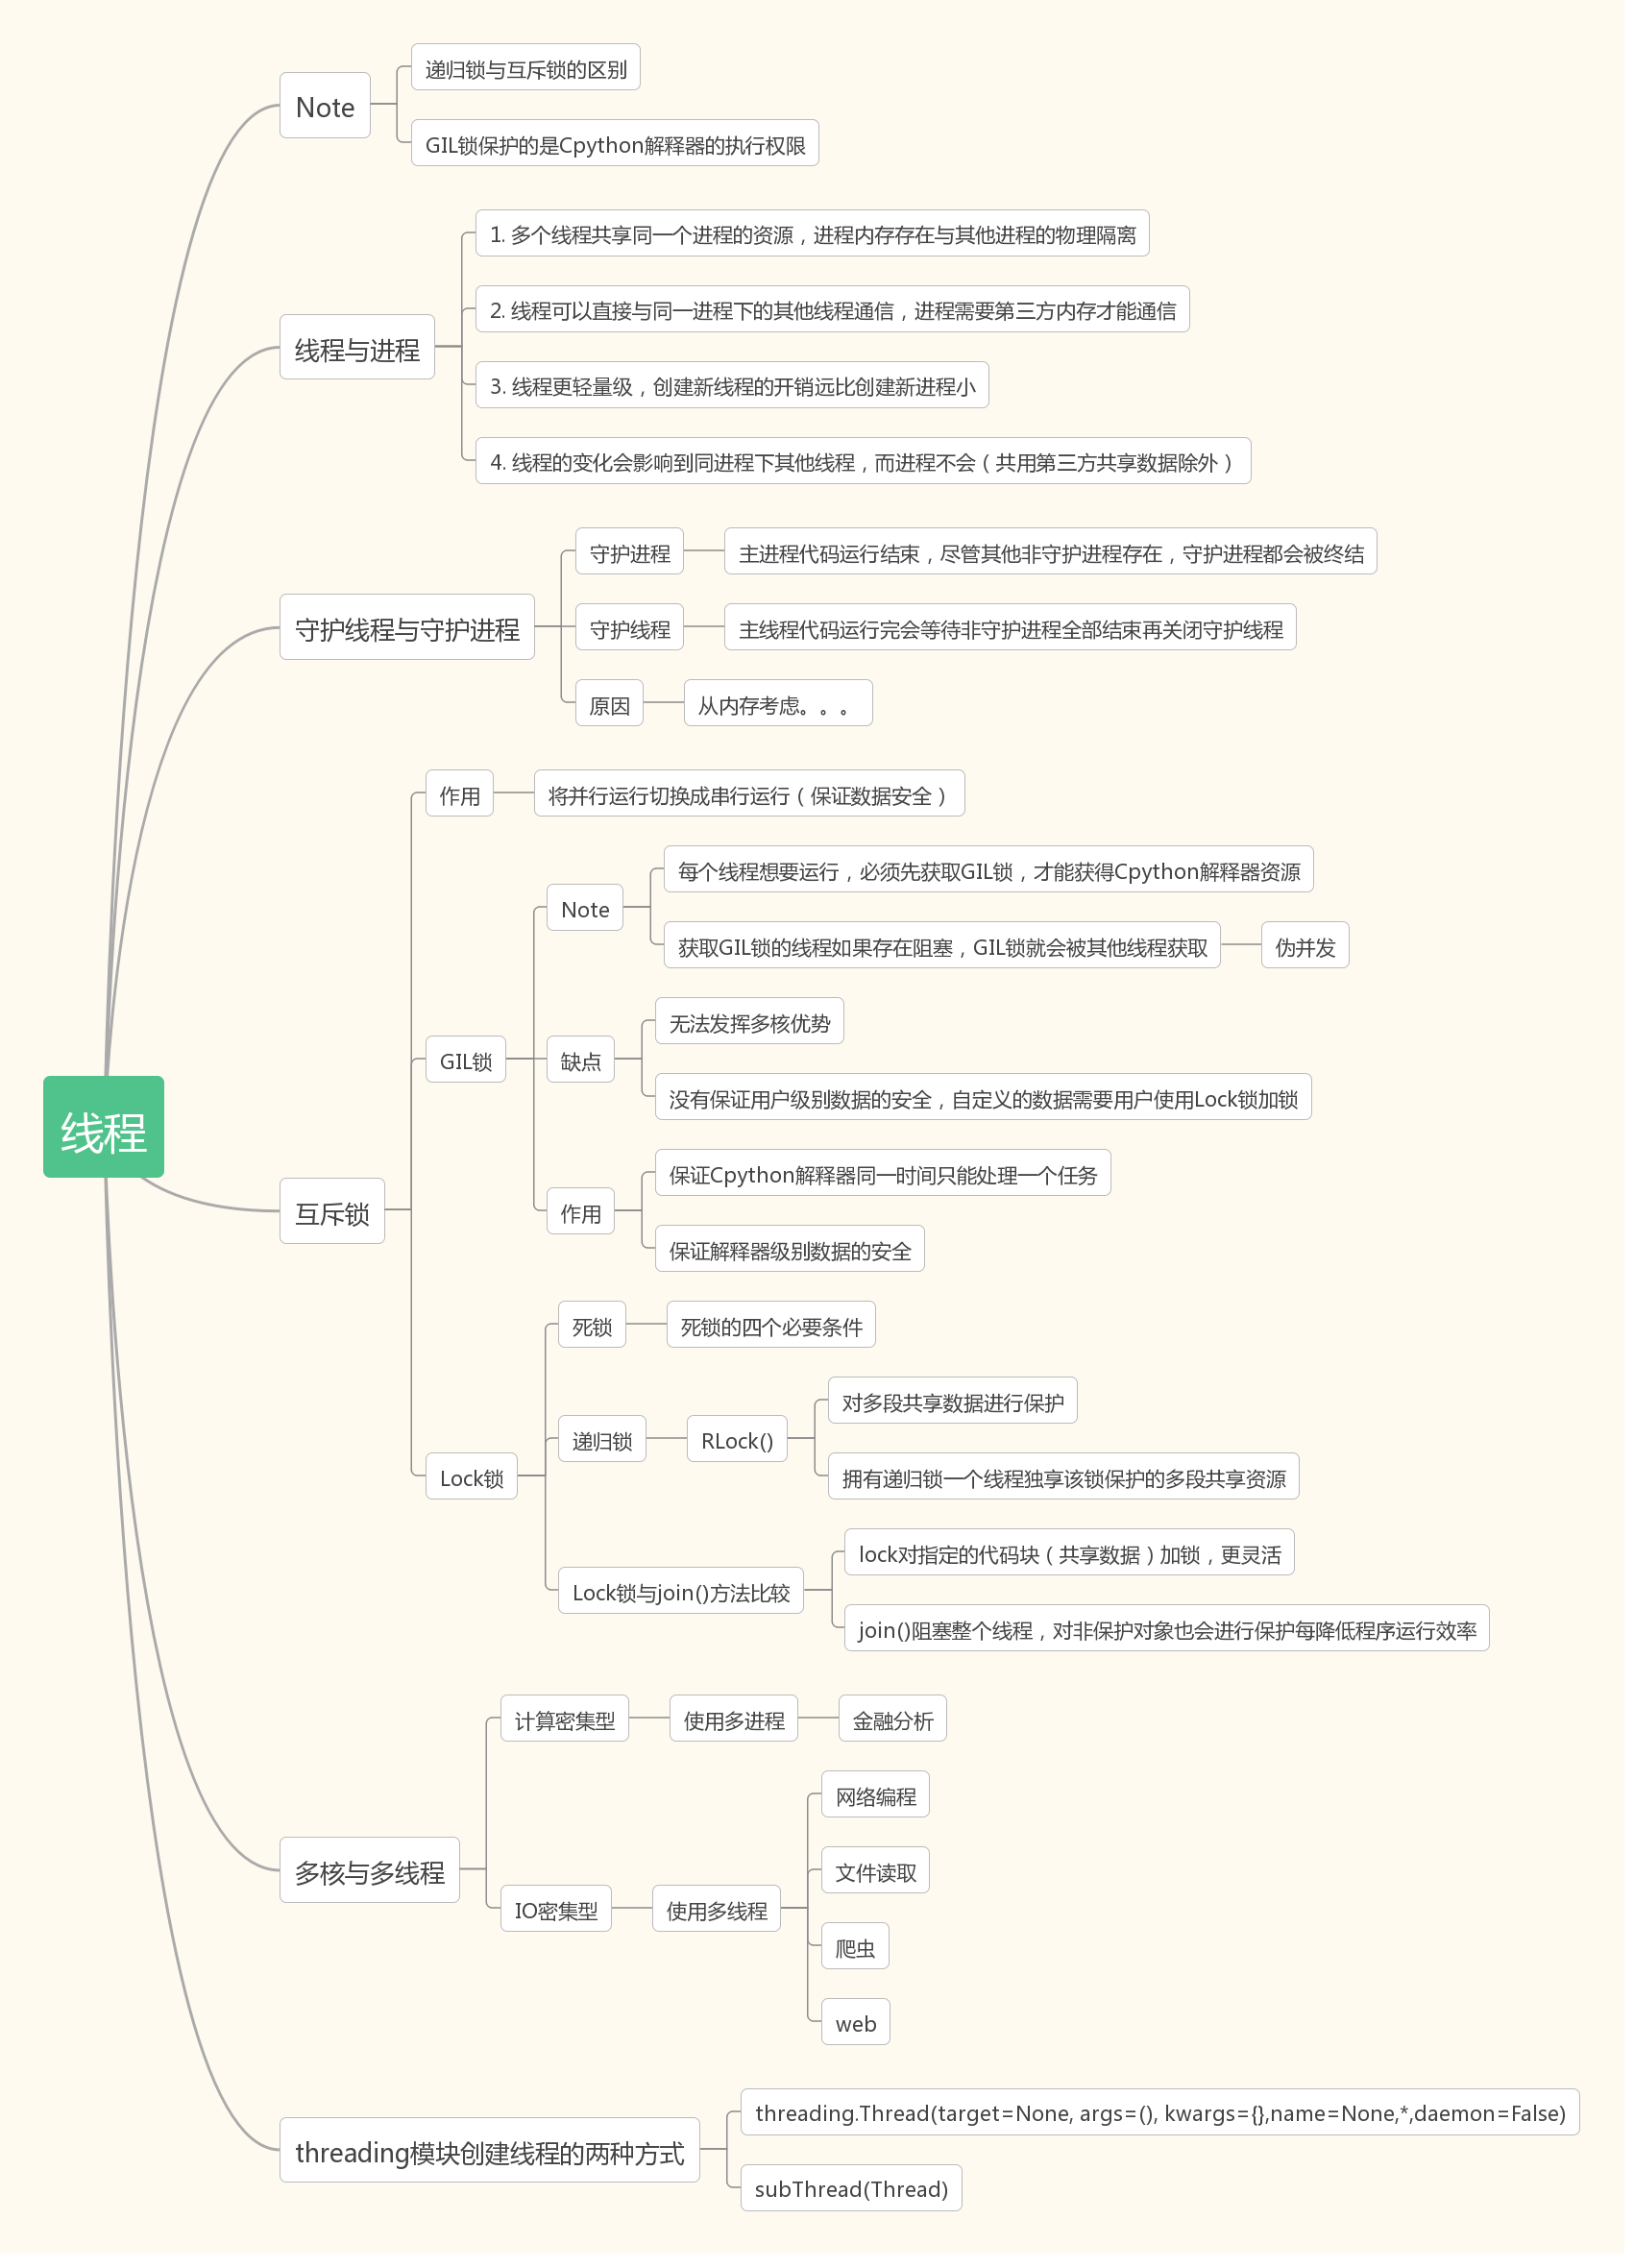 Note
递归锁与互斥锁的区别
GIL锁保护的是Cpython解释器的执行权限
线程与进程
1. 多个线程共享同一个进程的资源，进程内存存在与其他进程的物理隔离
2. 线程可以直接与同一进程下的其他线程通信，进程需要第三方内存才能通信
3. 线程更轻量级，创建新线程的开销远比创建新进程小
4. 线程的变化会影响到同进程下其他线程，而进程不会（共用第三方共享数据除外）
守护线程与守护进程
守护进程
主进程代码运行结束，尽管其他非守护进程存在，守护进程都会被终结
守护线程
主线程代码运行完会等待非守护进程全部结束再关闭守护线程
原因
从内存考虑。。。
线程
互斥锁
作用
将并行运行切换成串行运行（保证数据安全）
GIL锁
Note
每个线程想要运行，必须先获取GIL锁，才能获得Cpython解释器资源
获取GIL锁的线程如果存在阻塞，GIL锁就会被其他线程获取
伪并发
缺点
无法发挥多核优势
没有保证用户级别数据的安全，自定义的数据需要用户使用Lock锁加锁
作用
保证Cpython解释器同一时间只能处理一个任务
保证解释器级别数据的安全
Lock锁
死锁
死锁的四个必要条件
递归锁
RLock()
对多段共享数据进行保护
拥有递归锁一个线程独享该锁保护的多段共享资源
Lock锁与join()方法比较
lock对指定的代码块（共享数据）加锁，更灵活
join()阻塞整个线程，对非保护对象也会进行保护每降低程序运行效率
多核与多线程
计算密集型
使用多进程
金融分析
IO密集型
使用多线程
网络编程
文件读取
爬虫
web
threading模块创建线程的两种方式
threading.Thread(target=None, args=(), kwargs={},name=None,*,daemon=False)
subThread(Thread)